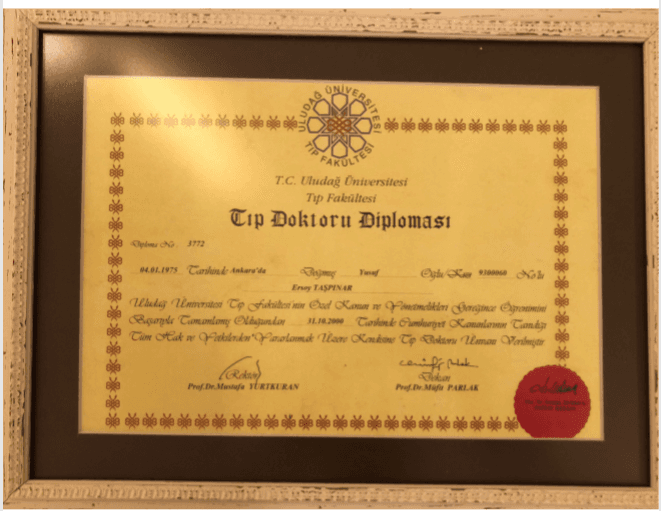 ULUDAĞ ÜNİVERSİTESİ
TIP FAKÜLTESİ
T.C. Uludağ Üniversitesi
Tıp Fakültesi
Tıp Doktoru Diploması
Diploma No. 3772
04.01.1975 Tarihinde Ankara'da Doğmuş Yusuf Oğlu/Kızı 9300060 No'lu
Ersoy TAŞPINAR
Uludağ Üniversitesi Tıp Fakültesi'nin Özel Kanun ve Yönetmelikleri Gereğince Öğrenimini
Başarıyla Tamamlamış Olduğundan 31.10.2000 Tarihinde Cumhuriyet Kanunlarının Tanıdığı
Tüm Hak ve Yetkilerden Yararlanmak Üzere Kendisine Tıp Doktoru Ünvanı Verilmiştir
Rektör
Prof.Dr.Mustafa YURTKURAN
Dekan
Prof.Dr.Müfit PARLAK